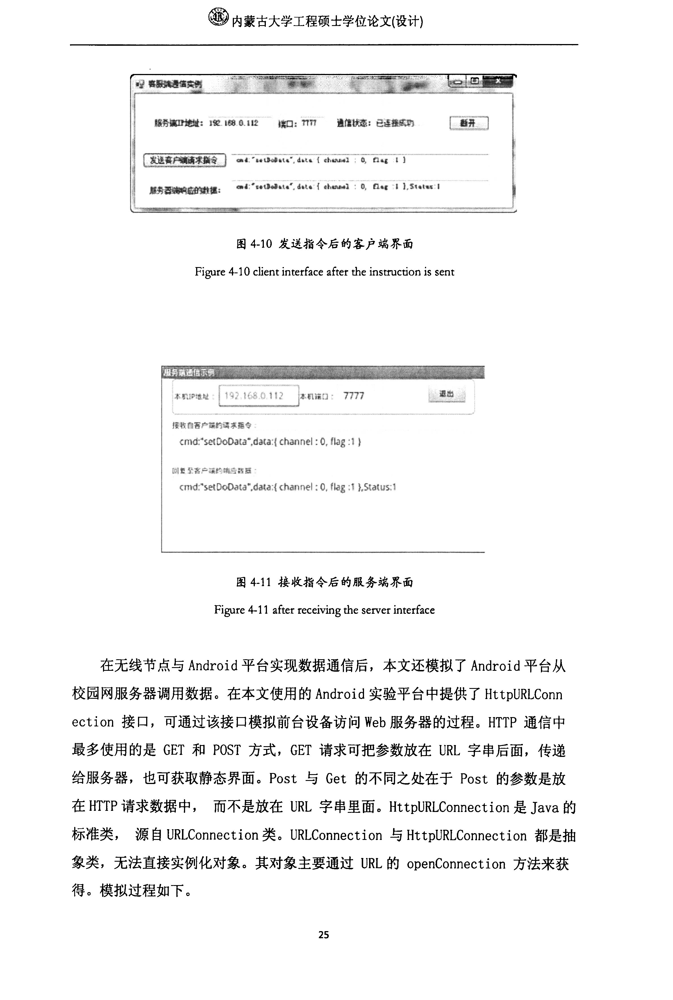 内蒙古大学工程硕士学位论文(设计)
客服端通信实例
服务端IP地址： 192.168.0.112 端口： 7777 通信状态： 已连接成功 断开
发送客户端请求指令 cmd:"setDoData",data:{ channel : 0, flag :1 }
服务器端响应的数据： cmd:"setDoData",data:{ channel : 0, flag :1 },Status:1
图 4-10 发送指令后的客户端界面
Figure 4-10 client interface after the instruction is sent
服务端通信示例
本机IP地址： 192.168.0.112 本机端口： 7777 退出
接收自客户端的请求指令：
cmd:"setDoData",data:{ channel : 0, flag :1 }
回复至客户端的响应数据：
cmd:"setDoData",data:{ channel : 0, flag :1 },Status:1
图 4-11 接收指令后的服务端界面
Figure 4-11 after receiving the server interface
在无线节点与 Android 平台实现数据通信后，本文还模拟了 Android 平台从
校园网服务器调用数据。在本文使用的 Android 实验平台中提供了 HttpURLConn
ection 接口，可通过该接口模拟前台设备访问 Web 服务器的过程。HTTP 通信中
最多使用的是 GET 和 POST 方式，GET 请求可把参数放在 URL 字串后面，传递
给服务器，也可获取静态界面。Post 与 Get 的不同之处在于 Post 的参数是放
在 HTTP 请求数据中， 而不是放在 URL 字串里面。HttpURLConnection 是 Java 的
标准类， 源自 URLConnection 类。URLConnection 与 HttpURLConnection 都是抽
象类，无法直接实例化对象。其对象主要通过 URL 的 openConnection 方法来获
得。模拟过程如下。
25